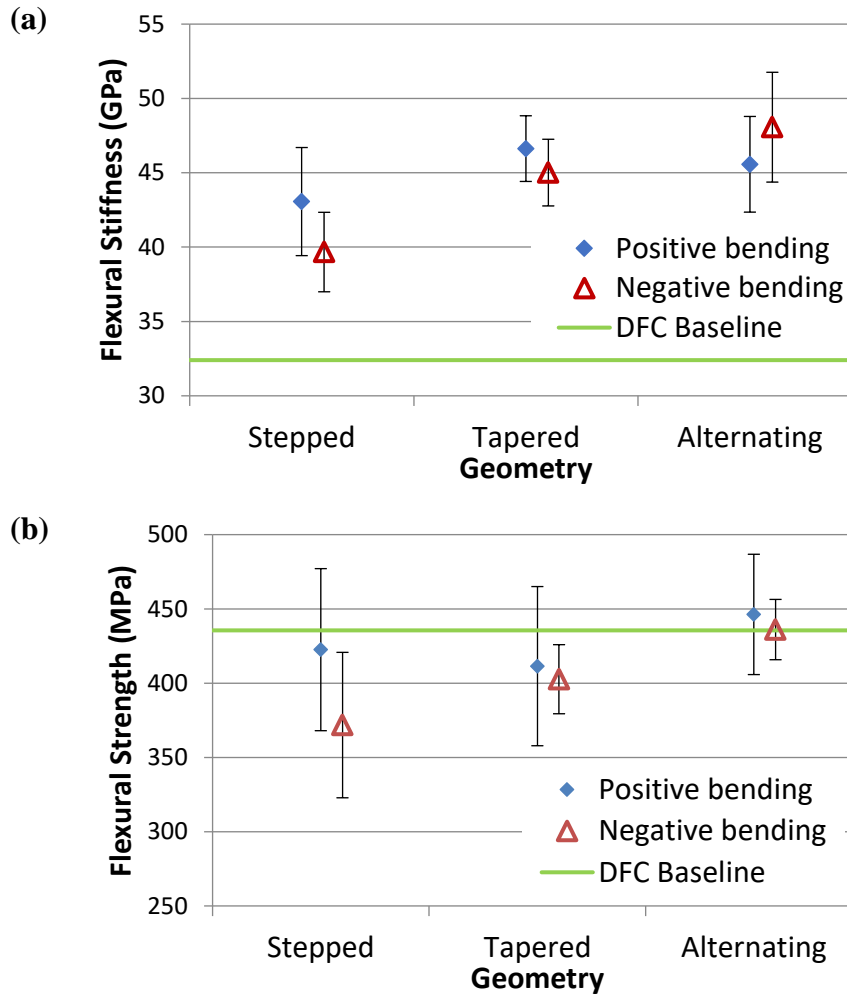 (a)
Flexural Stiffness (GPa)
55
50
45
40
35
30
Positive bending
Negative bending
DFC Baseline
Stepped Tapered Alternating
Geometry
(b)
Flexural Strength (MPa)
500
450
400
350
300
250
Positive bending
Negative bending
DFC Baseline
Stepped Tapered Alternating
Geometry